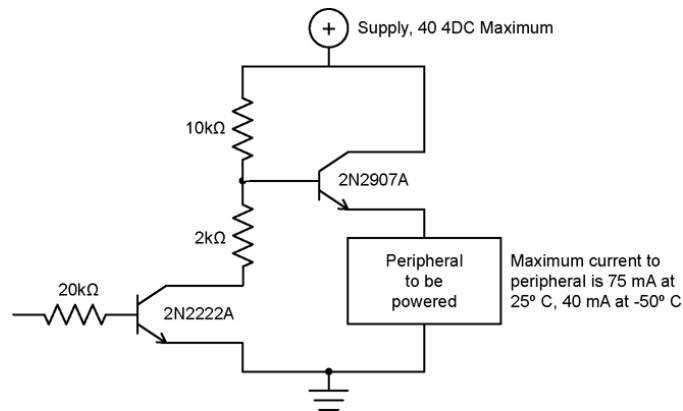 Supply, 40 4DC Maximum
10kΩ
2N2907A
2kΩ
Peripheral
to be
powered
Maximum current to
peripheral is 75 mA at
25º C, 40 mA at -50º C
20kΩ
2N2222A